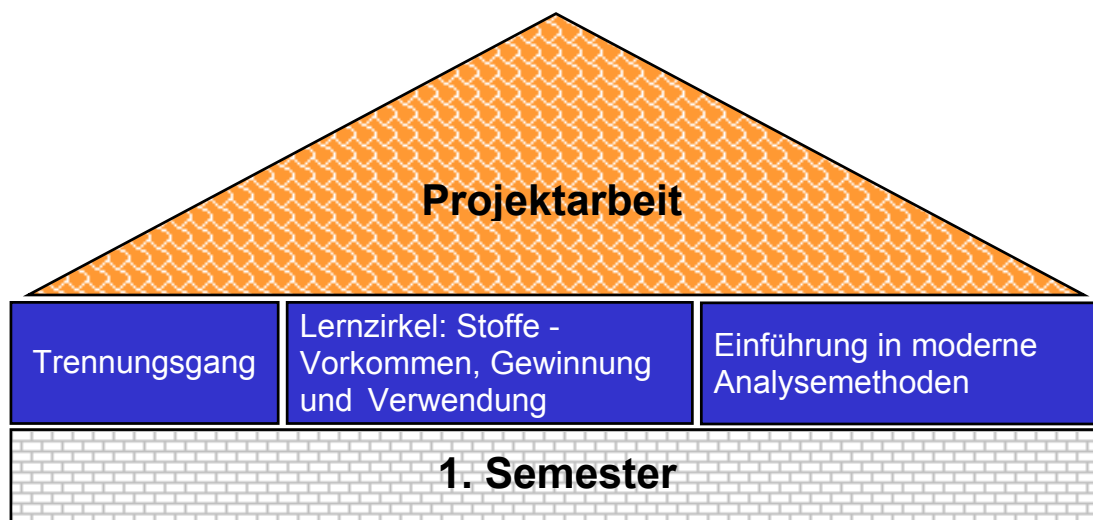 Projektarbeit
Trennungsgang
Lernzirkel: Stoffe -
Vorkommen, Gewinnung
und Verwendung
Einführung in moderne
Analysemethoden
1. Semester